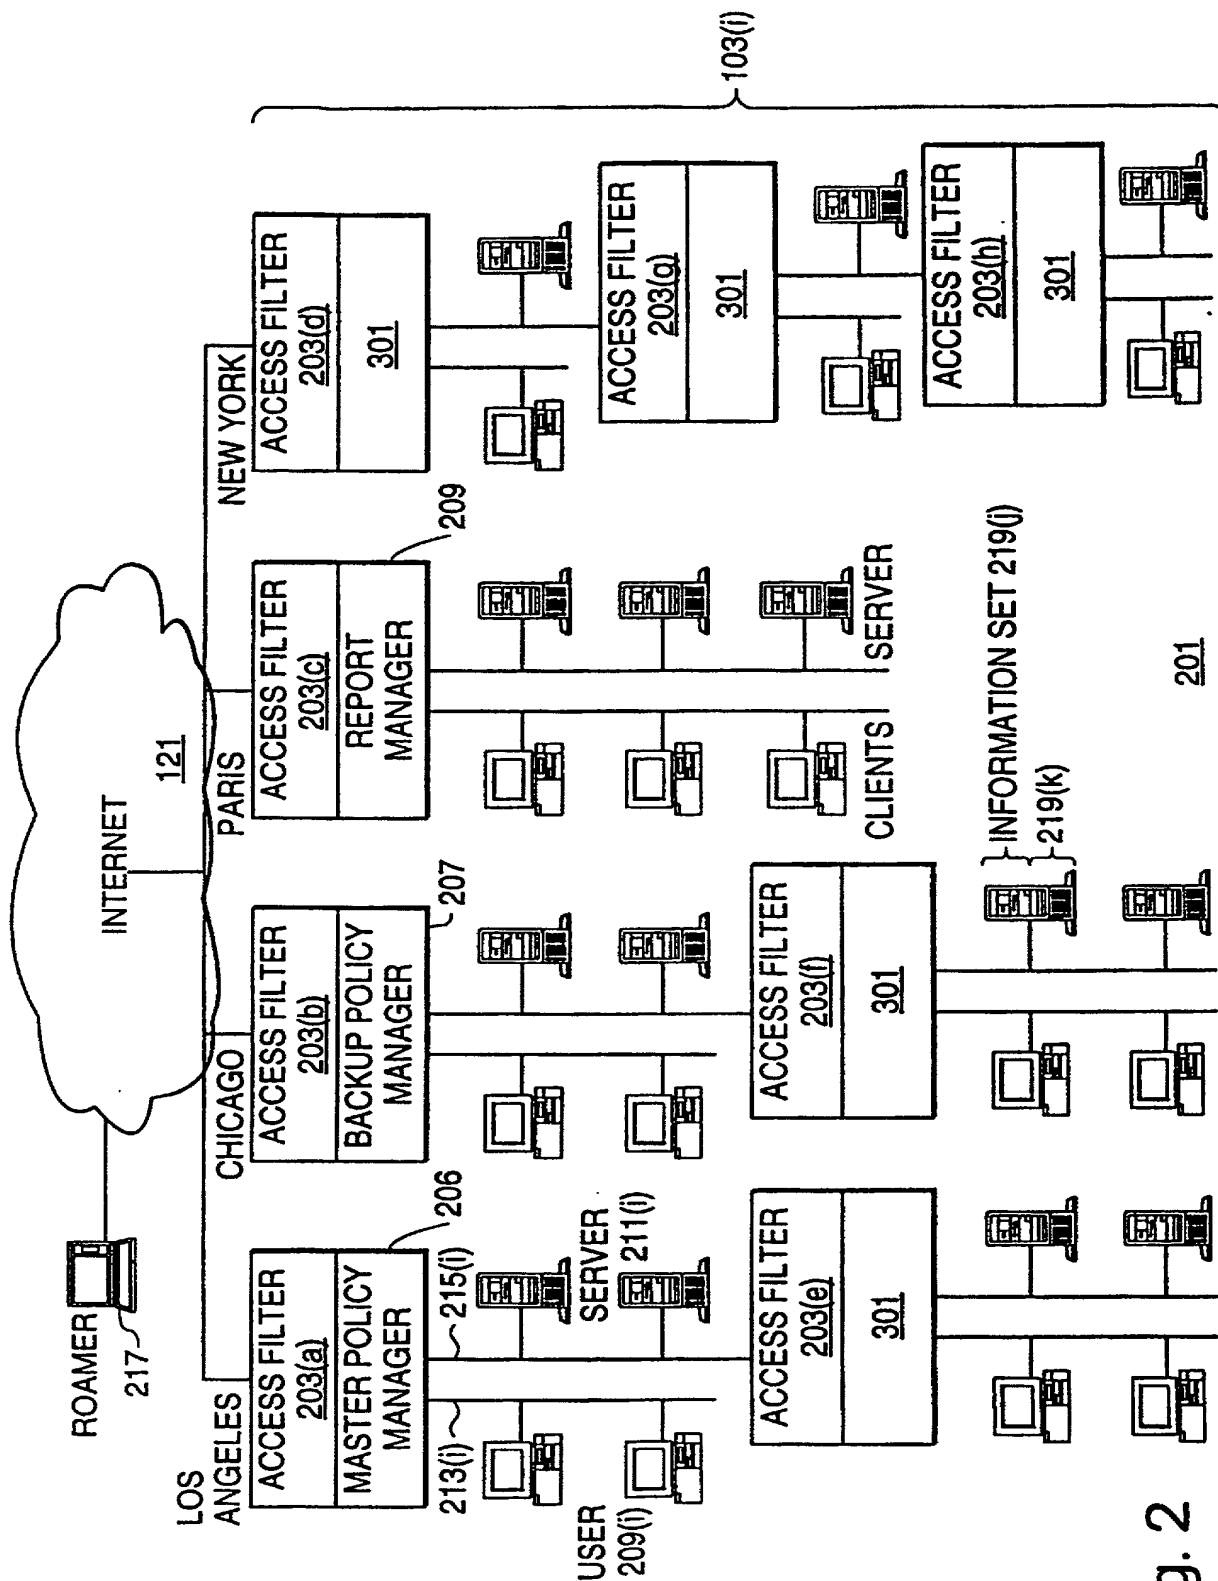 ROAMER
217
INTERNET
121
LOS
ANGELES
CHICAGO
PARIS
NEW YORK
ACCESS FILTER
203(a)
MASTER POLICY
MANAGER
206
ACCESS FILTER
203(b)
BACKUP POLICY
MANAGER
207
ACCESS FILTER
203(c)
REPORT
MANAGER
209
ACCESS FILTER
203(d)
301
103(i)
213(i)
215(i)
USER
209(i)
SERVER
211(i)
CLIENTS
SERVER
ACCESS FILTER
203(g)
301
ACCESS FILTER
203(e)
301
ACCESS FILTER
203(f)
301
ACCESS FILTER
203(h)
301
INFORMATION SET 219(j)
219(k)
201
g. 2